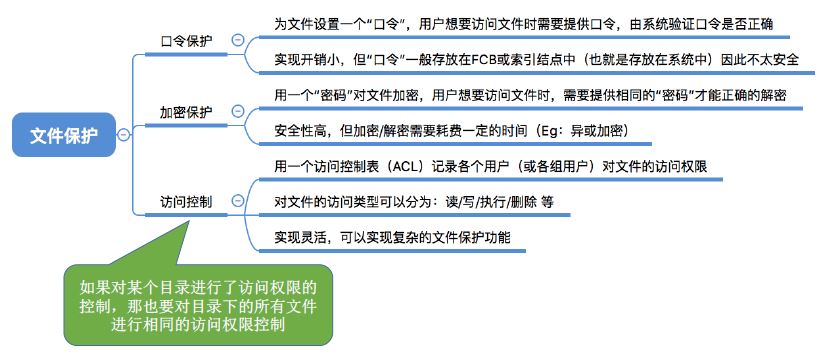 文件保护
口令保护
为文件设置一个“口令”，用户想要访问文件时需要提供口令，由系统验证口令是否正确
实现开销小，但“口令”一般存放在FCB或索引结点中（也就是存放在系统中）因此不太安全
加密保护
用一个“密码”对文件加密，用户想要访问文件时，需要提供相同的“密码”才能正确的解密
安全性高，但加密/解密需要耗费一定的时间（Eg：异或加密）
访问控制
用一个访问控制表（ACL）记录各个用户（或各组用户）对文件的访问权限
对文件的访问类型可以分为：读/写/执行/删除 等
实现灵活，可以实现复杂的文件保护功能
如果对某个目录进行了访问权限的
控制，那也要对目录下的所有文件
进行相同的访问权限控制